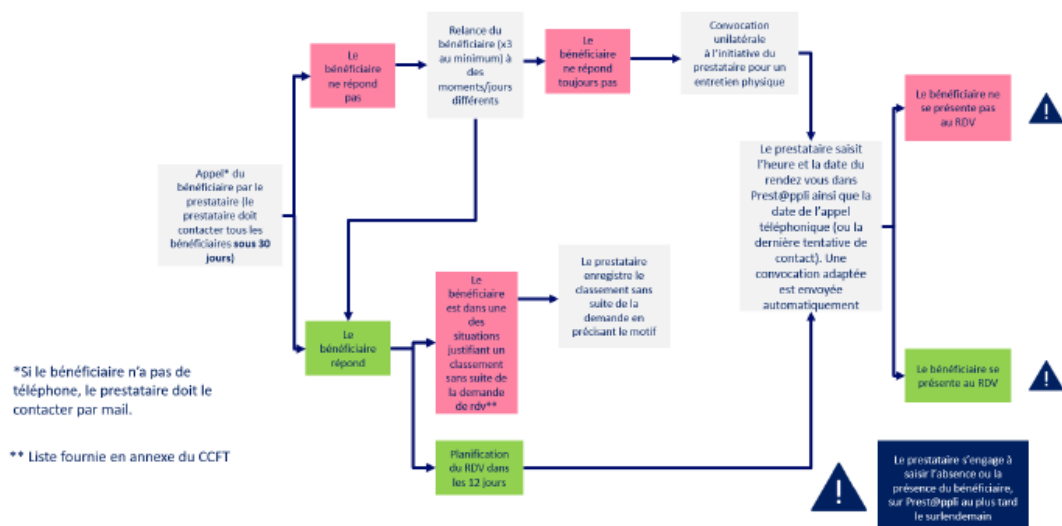 Le
bénéficiaire
ne répond
pas
Relance du
bénéficiaire (x3
au minimum) à
des
moments/jours
différents
Le
bénéficiaire
ne répond
toujours pas
Convocation
unilatérale
à l'initiative du
prestataire pour un
entretien physique
Le bénéficiaire ne
se présente pas
au RDV
!
Appel* du
bénéficiaire par le
prestataire (le
prestataire doit
contacter tous les
bénéficiaires sous 30
jours)
Le prestataire saisit
l'heure et la date du
rendez vous dans
Prest@ppli ainsi que la
date de l'appel
téléphonique (ou la
dernière tentative de
contact). Une
convocation adaptée
est envoyée
automatiquement
Le prestataire
enregistre le
classement sans
suite de la
demande en
précisant le motif
Le
bénéficiaire
est dans une
des
situations
justifiant un
classement
sans suite de
la demande
de rdv**
Le
bénéficiaire
répond
Le bénéficiaire se
présente au RDV
!
*Si le bénéficiaire n'a pas de
téléphone, le prestataire doit le
contacter par mail.
** Liste fournie en annexe du CCFT
Planification
du RDV dans
les 12 jours
!
Le prestataire s'engage à
saisir l'absence ou la
présence du bénéficiaire,
sur Prest@ppli au plus tard
le surlendemain